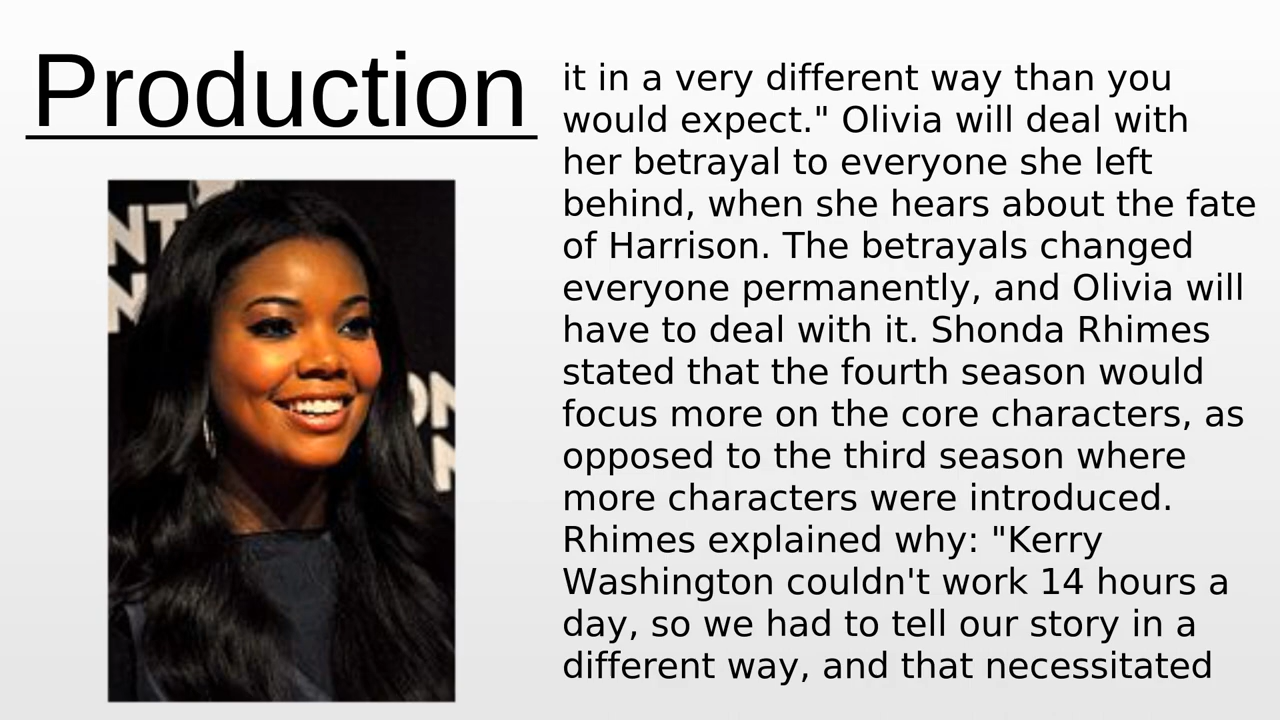 Production
it in a very different way than you
would expect." Olivia will deal with
her betrayal to everyone she left
behind, when she hears about the fate
of Harrison. The betrayals changed
everyone permanently, and Olivia will
have to deal with it. Shonda Rhimes
stated that the fourth season would
focus more on the core characters, as
opposed to the third season where
more characters were introduced.
Rhimes explained why: "Kerry
Washington couldn't work 14 hours a
day, so we had to tell our story in a
different way, and that necessitated